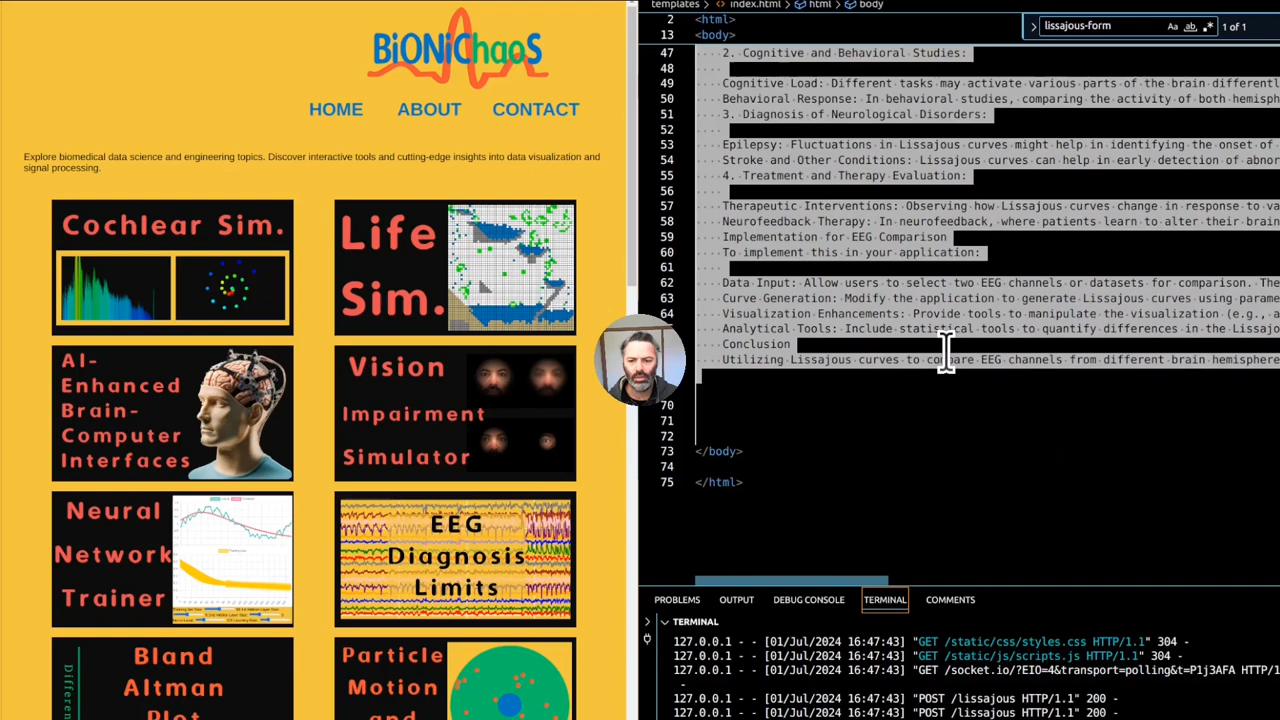 BiONiChaoS
HOME ABOUT CONTACT
Explore biomedical data science and engineering topics. Discover interactive tools and cutting-edge insights into data visualization and
signal processing.
Cochlear Sim.
Life
Sim.
AI-
Enhanced
Brain-
Computer
Interfaces
Vision
Impairment
Simulator
Neural
Network
Trainer
EEG
Diagnosis
Limits
Bland
Altman
Plot
Particle
Motion
and
templates > index.html > html > body
lissajous-form
Aa ab .*
1 of 1
2 <html>
13 <body>
47 2. Cognitive and Behavioral Studies:
48
49 Cognitive Load: Different tasks may activate various parts of the brain differentl
50 Behavioral Response: In behavioral studies, comparing the activity of both hemisph
51 3. Diagnosis of Neurological Disorders:
52
53 Epilepsy: Fluctuations in Lissajous curves might help in identifying the onset of
54 Stroke and Other Conditions: Lissajous curves can help in early detection of abnor
55 4. Treatment and Therapy Evaluation:
56
57 Therapeutic Interventions: Observing how Lissajous curves change in response to va
58 Neurofeedback Therapy: In neurofeedback, where patients learn to alter their brain
59 Implementation for EEG Comparison
60 To implement this in your application:
61
62 Data Input: Allow users to select two EEG channels or datasets for comparison. The
63 Curve Generation: Modify the application to generate Lissajous curves using parame
64 Visualization Enhancements: Provide tools to manipulate the visualization (e.g., a
Analytical Tools: Include statistical tools to quantify differences in the Lissajo
Conclusion
Utilizing Lissajous curves to compare EEG channels from different brain hemisphere
70
71
72
73 </body>
74
75 </html>
PROBLEMS OUTPUT DEBUG CONSOLE TERMINAL COMMENTS
TERMINAL
127.0.0.1 - - [01/Jul/2024 16:47:43] "GET /static/css/styles.css HTTP/1.1" 304 -
127.0.0.1 - - [01/Jul/2024 16:47:43] "GET /static/js/scripts.js HTTP/1.1" 304 -
127.0.0.1 - - [01/Jul/2024 16:47:43] "GET /socket.io/?EIO=4&transport=polling&t=P1j3AFA HTTP/1
-
127.0.0.1 - - [01/Jul/2024 16:47:43] "POST /lissajous HTTP/1.1" 200 -
127.0.0.1 - - [01/Jul/2024 16:47:43] "POST /lissajous HTTP/1.1" 200 -